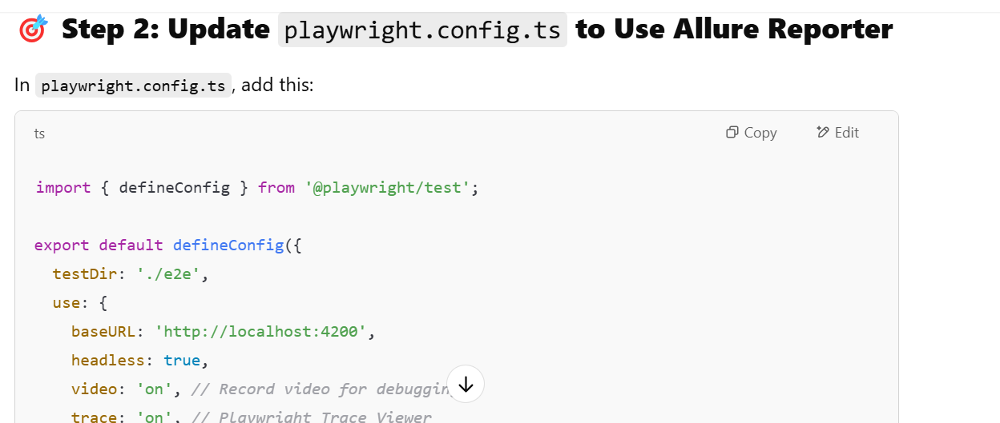 Step 2: Update playwright.config.ts to Use Allure Reporter
In playwright.config.ts, add this:
ts
Copy
Edit
import { defineConfig } from '@playwright/test';
export default defineConfig({
testDir: './e2e',
use: {
baseURL: 'http://localhost:4200',
headless: true,
video: 'on', // Record video for debuggin
trace: 'on', // Playwright Trace Viewer